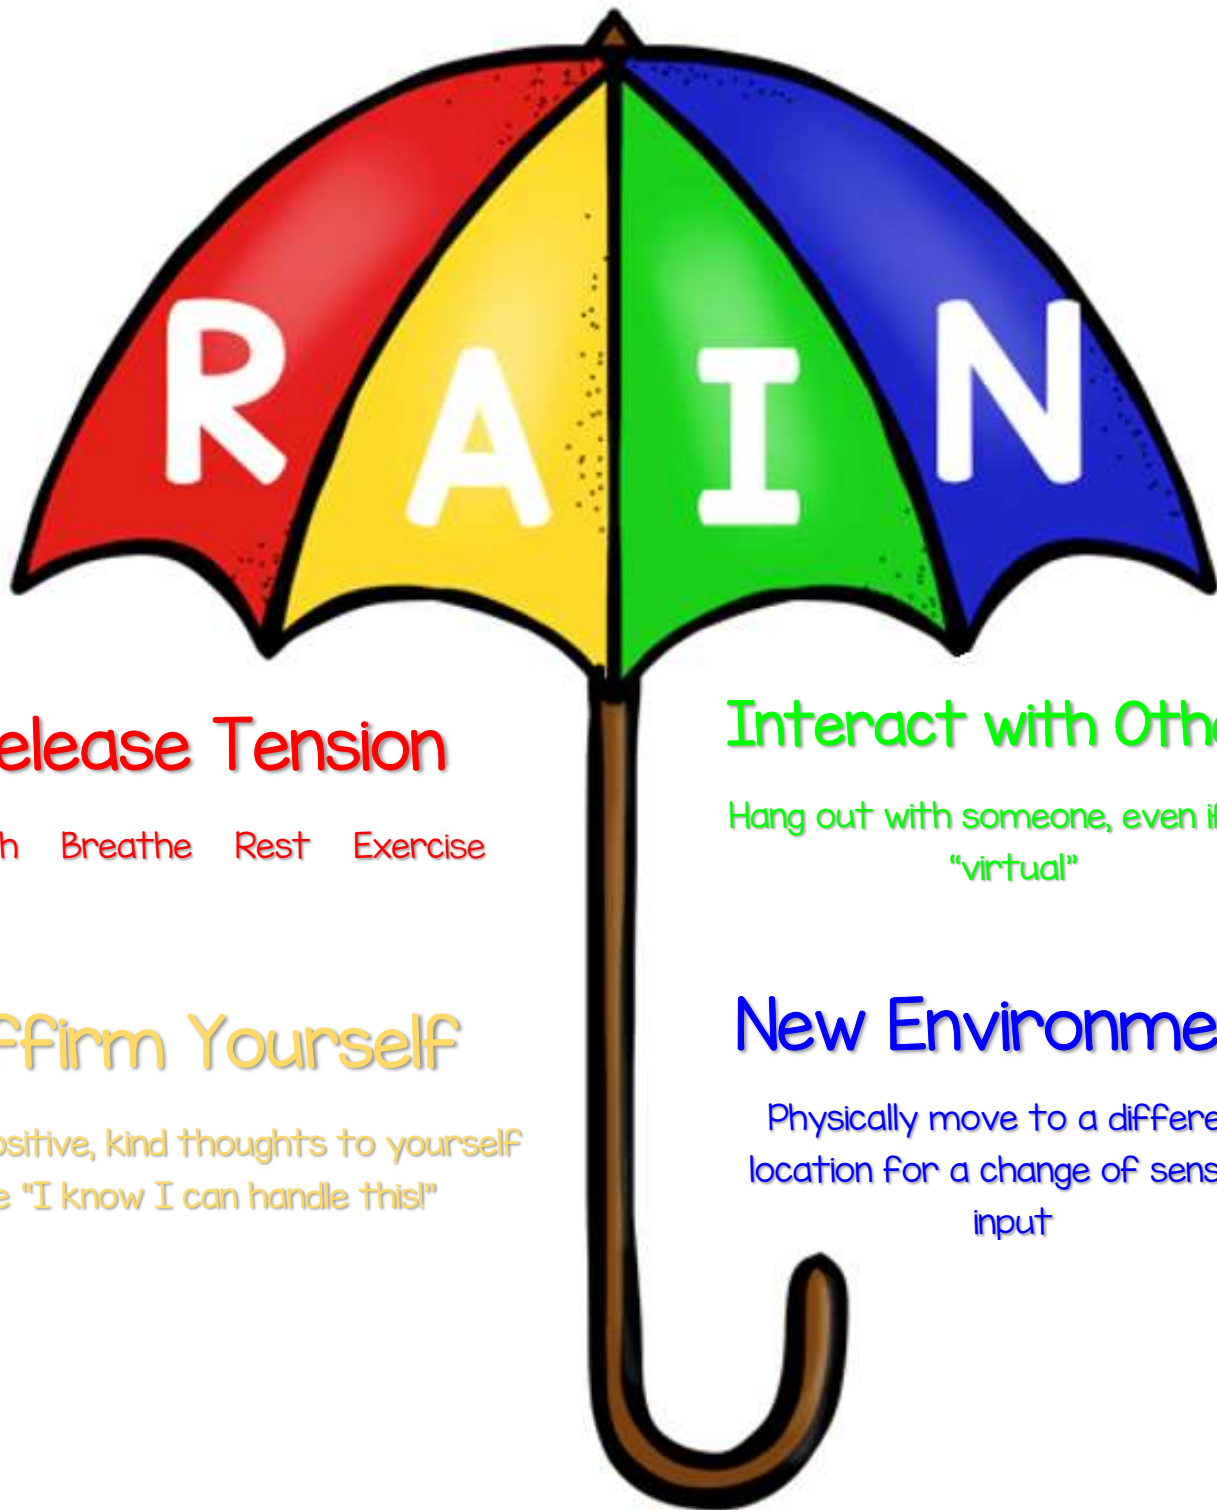 R A I N
elease Tension
h Breathe Rest Exercise
ffirm Yourself
ositive, kind thoughts to yourself
e "I know I can handle this!"
Interact with Oth
Hang out with someone, even if
"virtual"
New Environme
Physically move to a differe
location for a change of sens
input